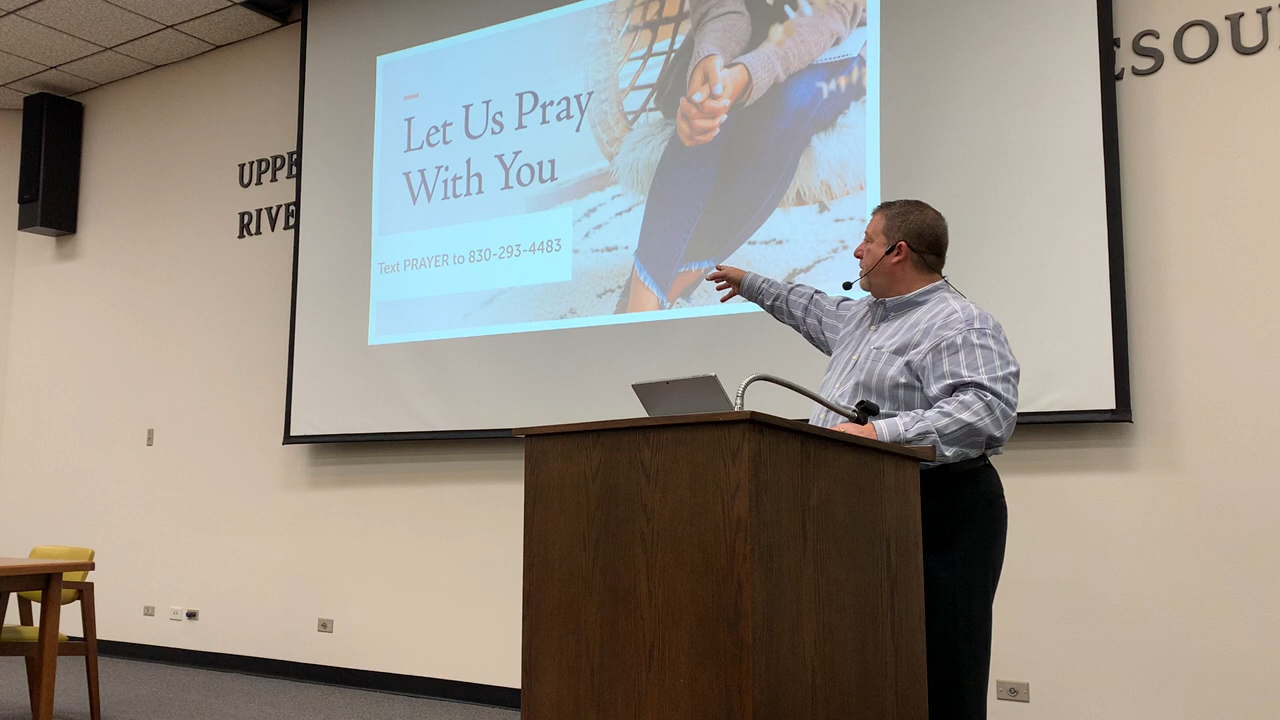 UPPE
RIVE
Let Us Pray
With You
Text PRAYER to 830-293-4483
ESOU